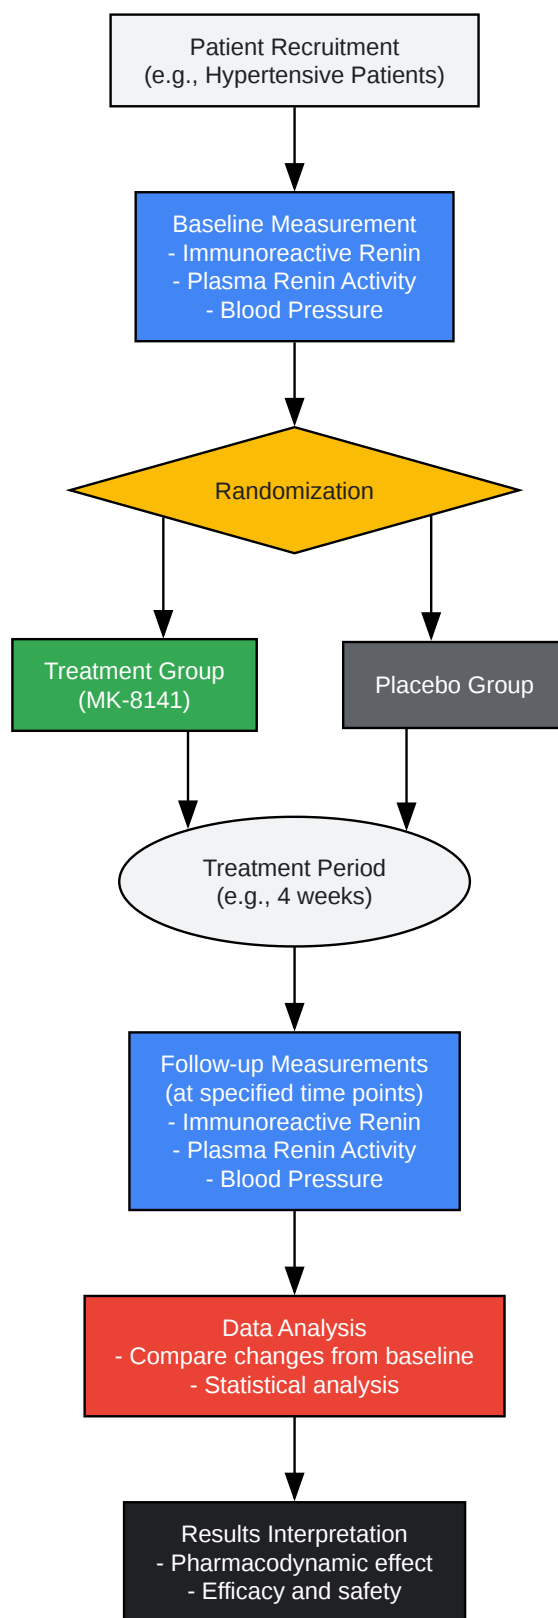 Patient Recruitment
(e.g., Hypertensive Patients)
Baseline Measurement
- Immunoreactive Renin
- Plasma Renin Activity
- Blood Pressure
Randomization
Treatment Group
(MK-8141)
Placebo Group
Treatment Period
(e.g., 4 weeks)
Follow-up Measurements
(at specified time points)
- Immunoreactive Renin
- Plasma Renin Activity
- Blood Pressure
Data Analysis
- Compare changes from baseline
- Statistical analysis
Results Interpretation
- Pharmacodynamic effect
- Efficacy and safety